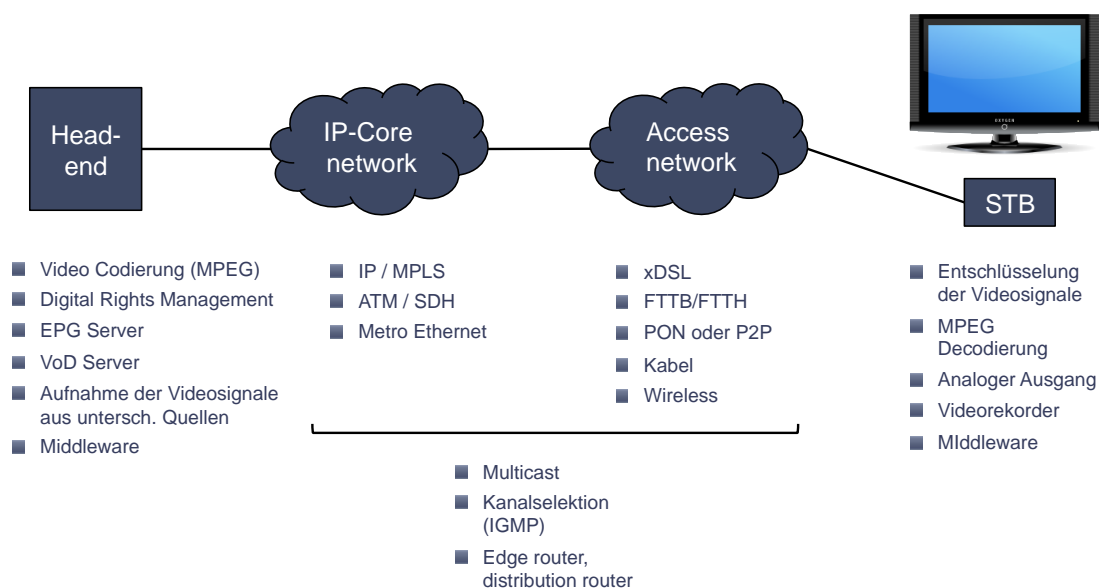 Head-
end
IP-Core
network
Access
network
OXYGEN
STB
Video Codierung (MPEG)
Digital Rights Management
EPG Server
VoD Server
Aufnahme der Videosignale
aus untersch. Quellen
Middleware
IP / MPLS
ATM / SDH
Metro Ethernet
xDSL
FTTB/FTTH
PON oder P2P
Kabel
Wireless
Entschlüsselung
der Videosignale
MPEG
Decodierung
Analoger Ausgang
Videorekorder
MIddleware
Multicast
Kanalselektion
(IGMP)
Edge router,
distribution router